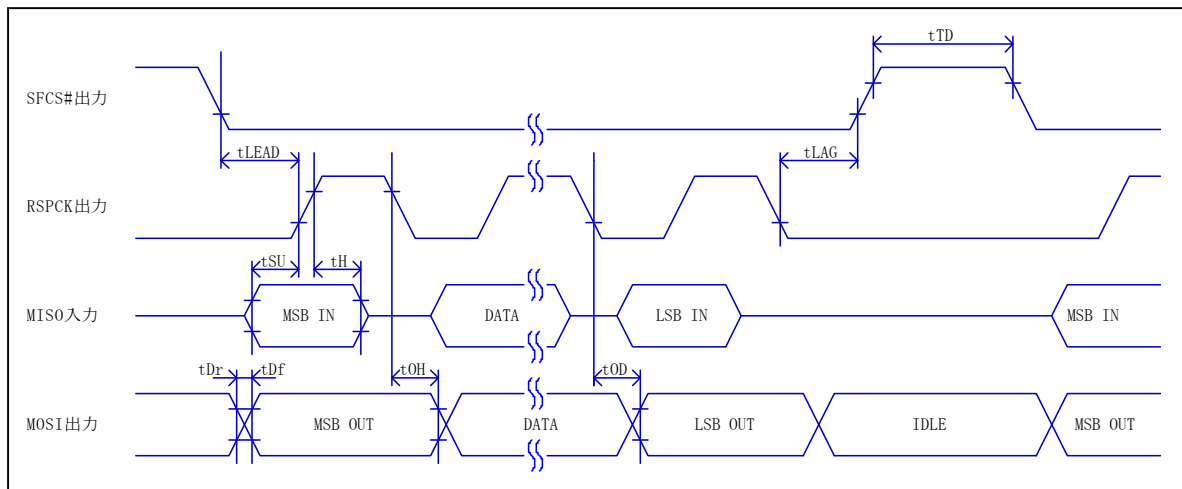 tTD
SFCS#出力
tLEAD
tLAG
RSPCK出力
tSU
tH
MISO入力
MSB IN
DATA
LSB IN
MSB IN
tDr
tDf
tOH
tOD
MOSI出力
MSB OUT
DATA
LSB OUT
IDLE
MSB OUT